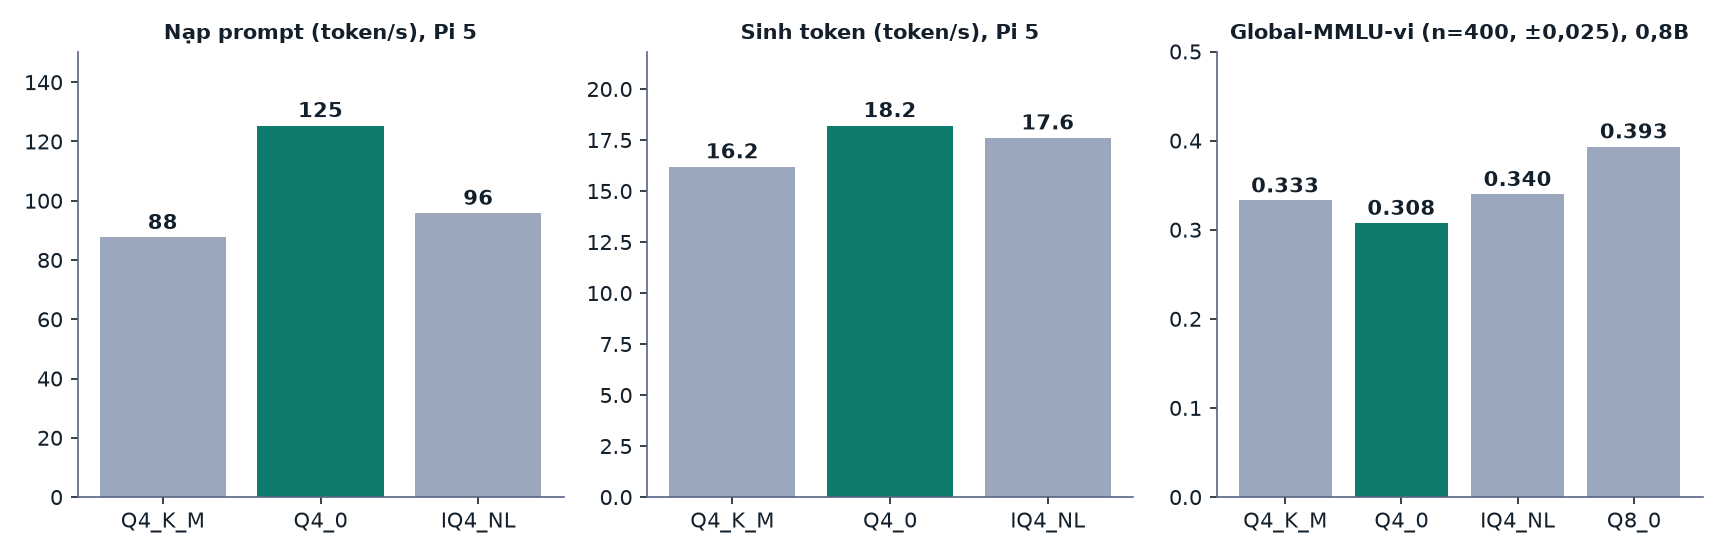 Nạp prompt (token/s), Pi 5
140
120
100
80
60
40
20
0
88
125
96
Q4_K_M
Q4_0
IQ4_NL
Sinh token (token/s), Pi 5
20.0
17.5
15.0
12.5
10.0
7.5
5.0
2.5
0.0
16.2
18.2
17.6
Q4_K_M
Q4_0
IQ4_NL
Global-MMLU-vi (n=400, ±0,025), 0,8B
0.5
0.4
0.3
0.2
0.1
0.0
0.333
0.308
0.340
0.393
Q4_K_M
Q4_0
IQ4_NL
Q8_0